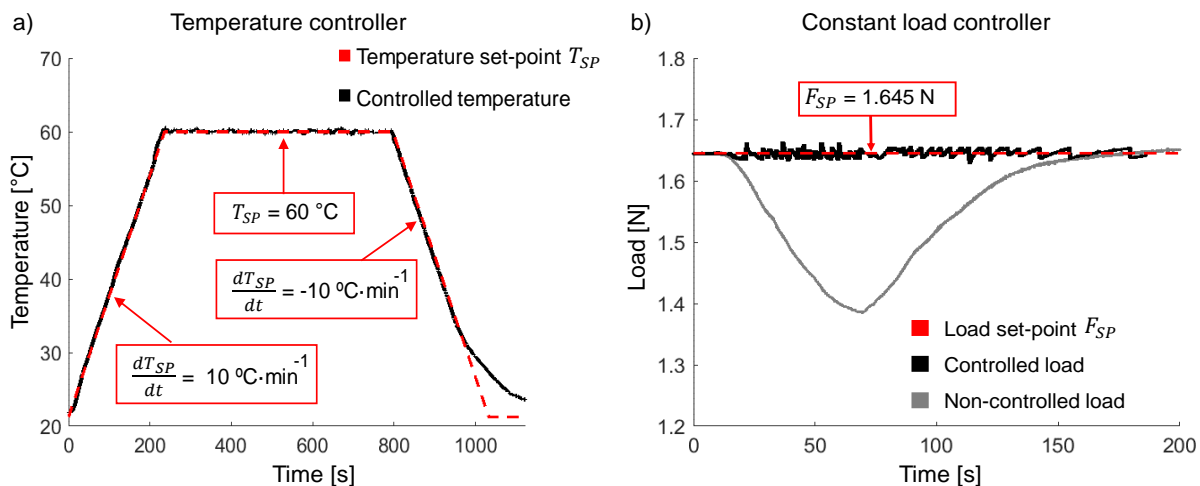 a)
Temperature controller
70
60
50
40
30
20
0
200
400
600
800
1000
Temperature [°C]
Time [s]
Temperature set-point T_SP
Controlled temperature
T_SP = 60 °C
dT_SP/dt = -10 ºC·min⁻¹
dT_SP/dt = 10 ºC·min⁻¹
b)
Constant load controller
1.8
1.7
1.6
1.5
1.4
1.3
1.2
0
50
100
150
200
Load [N]
Time [s]
F_SP = 1.645 N
Load set-point F_SP
Controlled load
Non-controlled load